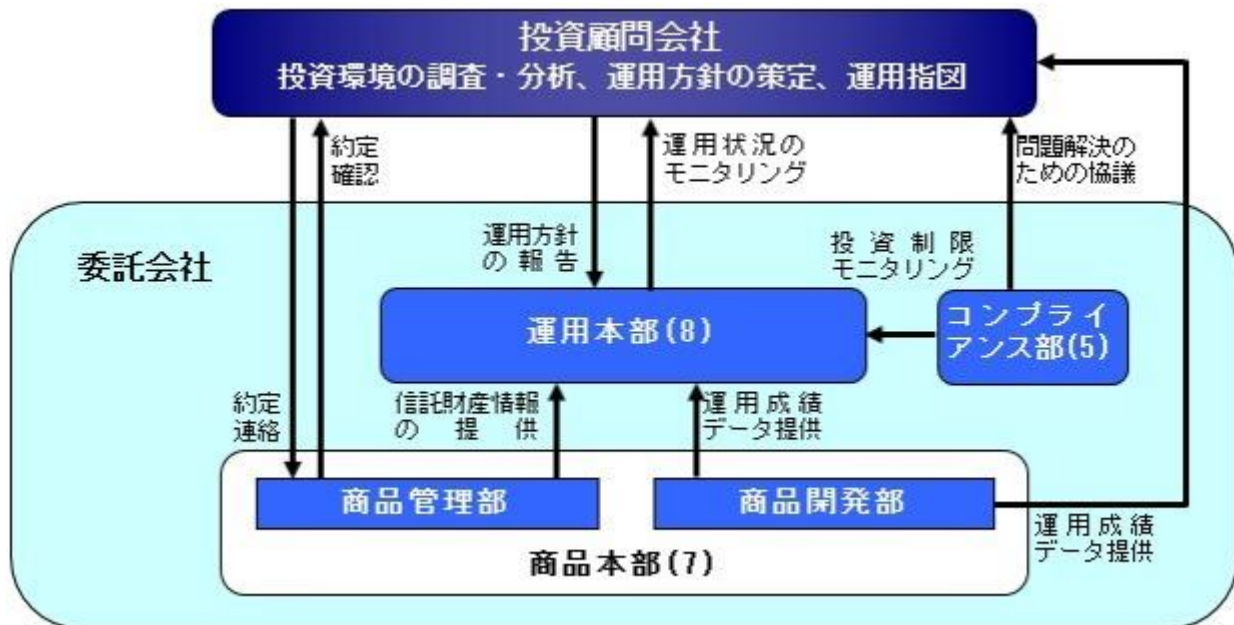 投資顧問会社
投資環境の調査・分析、運用方針の策定、運用指図
約定
確認
運用状況の
モニタリング
問題解決の
ための協議
委託会社
運用方針
の報告
投資制限
モニタリング
運用本部(8)
コンプライ
アンス部(5)
約定
連絡
信託財産情報
の提供
運用成績
データ提供
商品管理部
商品開発部
運用成績
データ提供
商品本部(7)